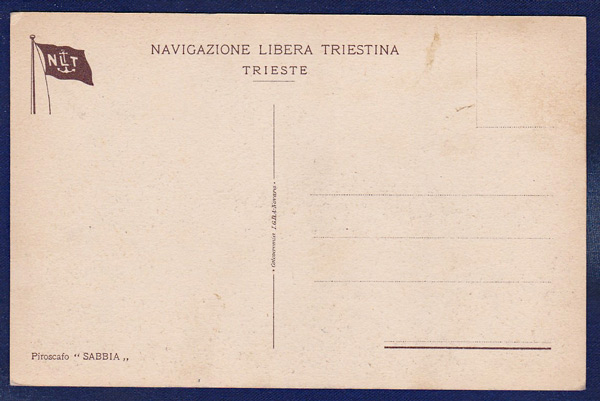 NLT
NAVIGAZIONE LIBERA TRIESTINA
TRIESTE
Piroscafo “ SABBIA „